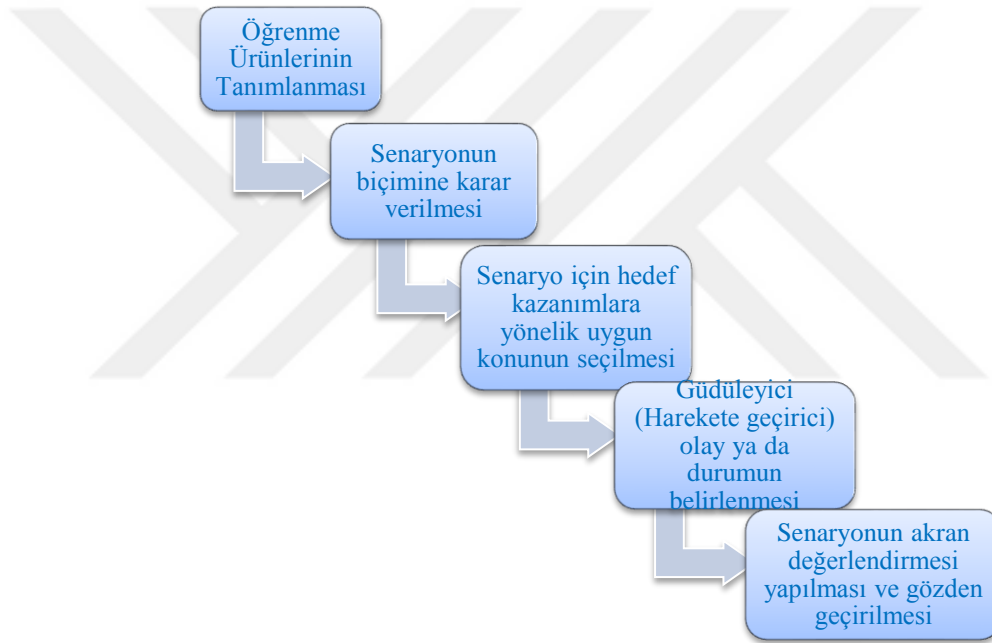 Öğrenme
Ürünlerinin
Tanımlanması
Senaryonun
biçimine karar
verilmesi
Senaryo için hedef
kazanımlara
yönelik uygun
konunun seçilmesi
Güdüleyici
(Harekete geçirici)
olay ya da
durumun
belirlenmesi
Senaryonun akran
değerlendirmesi
yapılması ve gözden
geçirilmesi